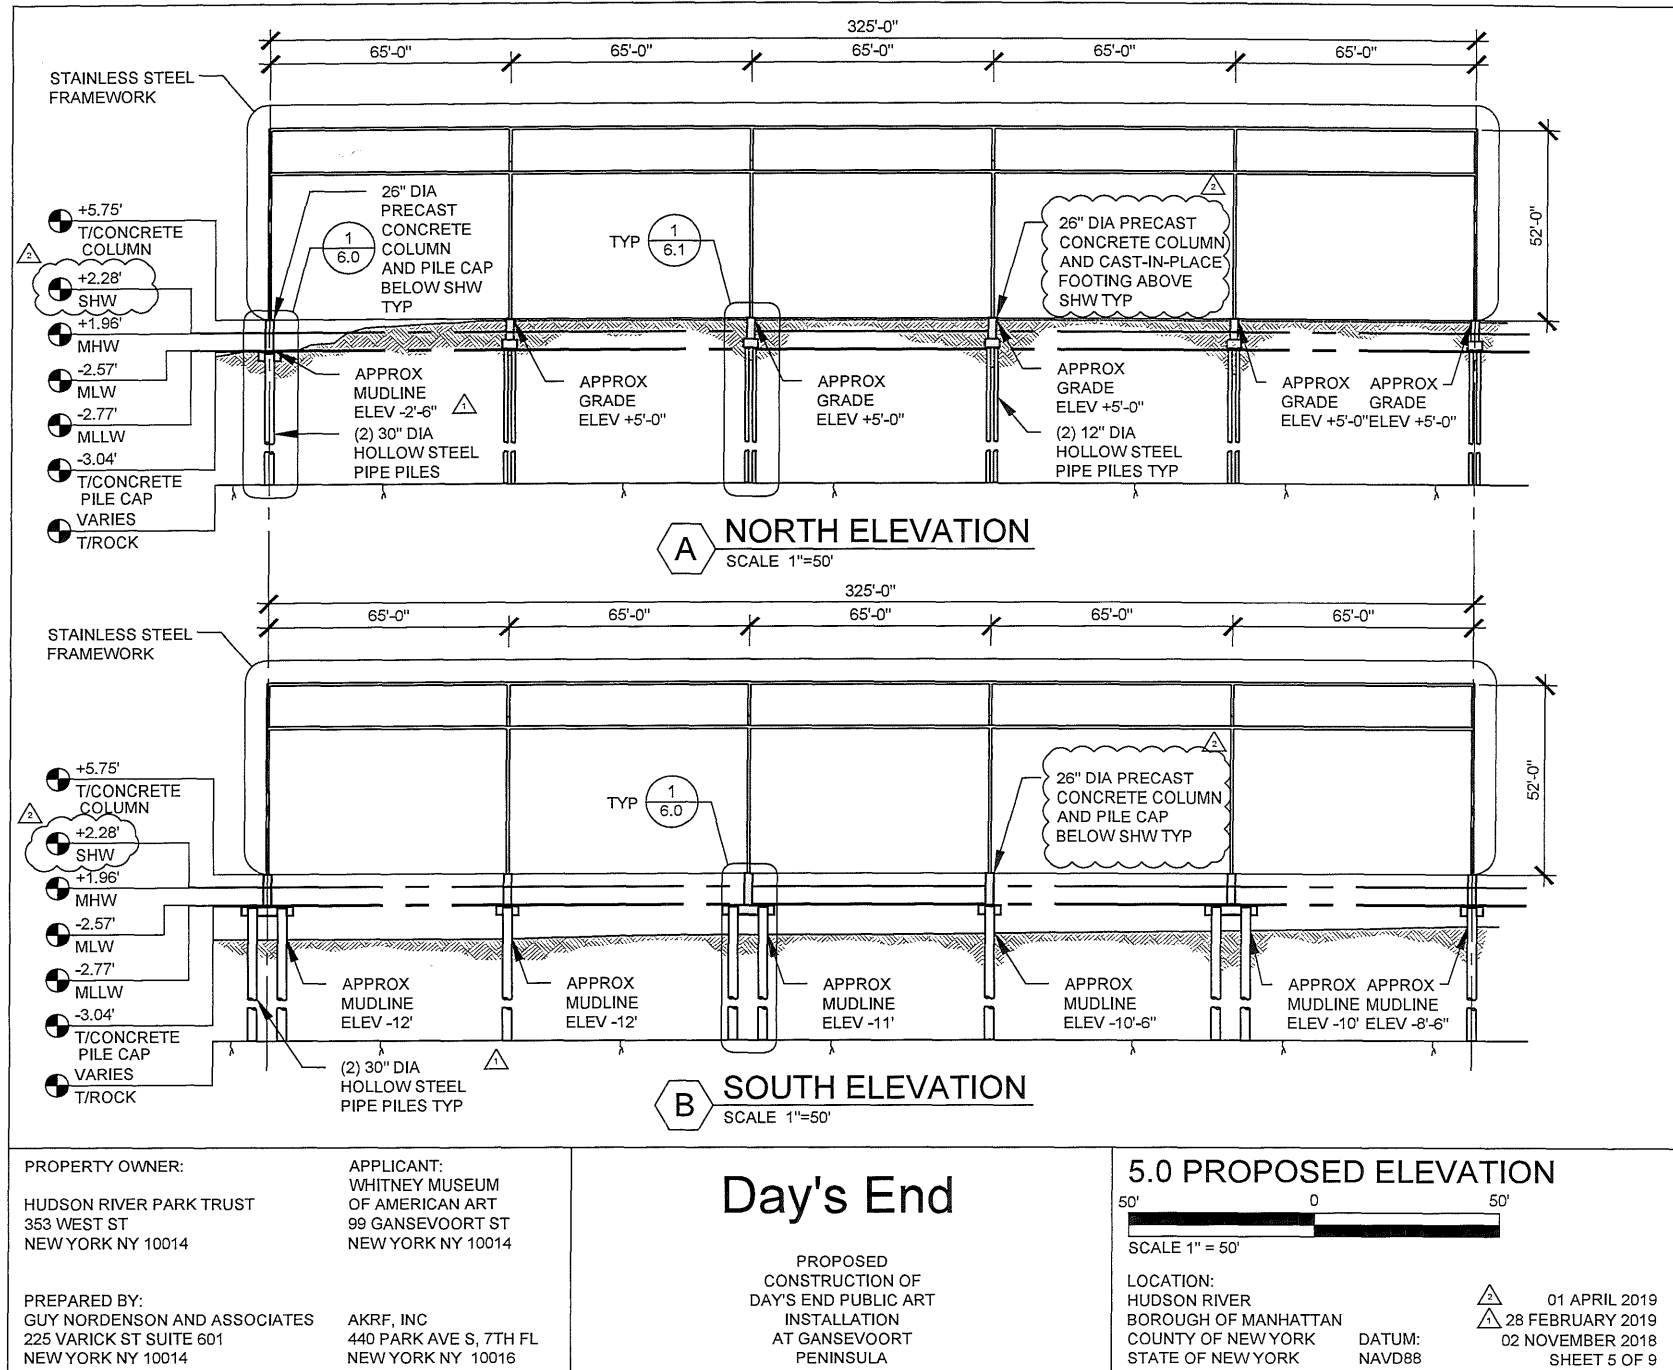 325'-0"
65'-0"
65'-0"
65'-0"
65'-0"
65'-0"
STAINLESS STEEL
FRAMEWORK
52'-0"
+5.75'
T/CONCRETE
COLUMN
2
+2.28'
SHW
+1.96'
MHW
-2.57'
MLW
-2.77'
MLLW
-3.04'
T/CONCRETE
PILE CAP
VARIES
T/ROCK
1
6.0
26" DIA
PRECAST
CONCRETE
COLUMN
AND PILE CAP
BELOW SHW
TYP
TYP
1
6.1
2
26" DIA PRECAST
CONCRETE COLUMN
AND CAST-IN-PLACE
FOOTING ABOVE
SHW TYP
APPROX
MUDLINE
ELEV -2'-6"
1
(2) 30" DIA
HOLLOW STEEL
PIPE PILES
APPROX
GRADE
ELEV +5'-0"
APPROX
GRADE
ELEV +5'-0"
APPROX
GRADE
ELEV +5'-0"
(2) 12" DIA
HOLLOW STEEL
PIPE PILES TYP
APPROX
GRADE
ELEV +5'-0"
APPROX
GRADE
ELEV +5'-0"
A
NORTH ELEVATION
SCALE 1"=50'
325'-0"
65'-0"
65'-0"
65'-0"
65'-0"
65'-0"
STAINLESS STEEL
FRAMEWORK
52'-0"
+5.75'
T/CONCRETE
COLUMN
2
+2.28'
SHW
+1.96'
MHW
-2.57'
MLW
-2.77'
MLLW
-3.04'
T/CONCRETE
PILE CAP
VARIES
T/ROCK
TYP
1
6.0
2
26" DIA PRECAST
CONCRETE COLUMN
AND PILE CAP
BELOW SHW TYP
APPROX
MUDLINE
ELEV -12'
APPROX
MUDLINE
ELEV -12'
APPROX
MUDLINE
ELEV -11'
APPROX
MUDLINE
ELEV -10'-6"
APPROX
MUDLINE
ELEV -10'
APPROX
MUDLINE
ELEV -8'-6"
(2) 30" DIA
HOLLOW STEEL
PIPE PILES TYP
1
B
SOUTH ELEVATION
SCALE 1"=50'
PROPERTY OWNER:
HUDSON RIVER PARK TRUST
353 WEST ST
NEW YORK NY 10014
APPLICANT:
WHITNEY MUSEUM
OF AMERICAN ART
99 GANSEVOORT ST
NEW YORK NY 10014
PREPARED BY:
GUY NORDENSON AND ASSOCIATES
225 VARICK ST SUITE 601
NEW YORK NY 10014
AKRF, INC
440 PARK AVE S, 7TH FL
NEW YORK NY 10016
Day's End
PROPOSED
CONSTRUCTION OF
DAY'S END PUBLIC ART
INSTALLATION
AT GANSEVOORT
PENINSULA
5.0 PROPOSED ELEVATION
50'
0
50'
SCALE 1" = 50'
LOCATION:
HUDSON RIVER
BOROUGH OF MANHATTAN
COUNTY OF NEW YORK
STATE OF NEW YORK
DATUM:
NAVD88
2
01 APRIL 2019
1
28 FEBRUARY 2019
02 NOVEMBER 2018
SHEET 5 OF 9